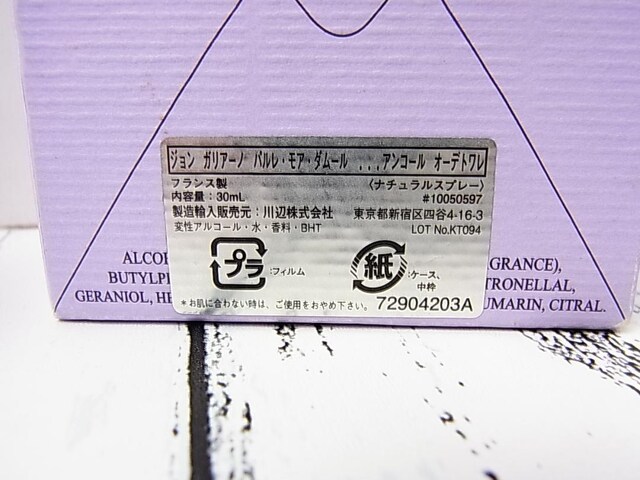 ジョン ガリアーノ パルレ・モア・ダムール ...アンコール オーデトワレ
フランス製 〈ナチュラルスプレー〉
内容量:30mL #10050597
製造輸入販売元:川辺株式会社 東京都新宿区四谷4-16-3
変性アルコール・水・香料・BHT LOT No.KT094
プラ :フィルム 紙 :ケース、
中枠
*お肌に合わない時は、ご使用をおやめ下さい。 72904203A
GERANIOL, CITRAL.